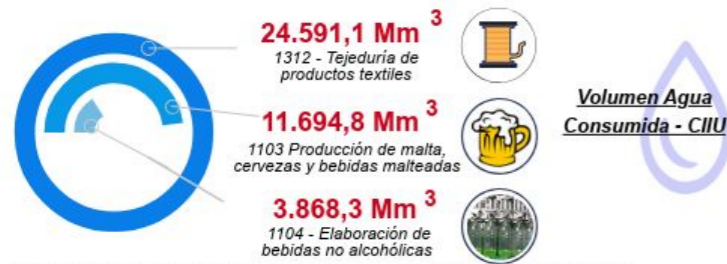 24.591,1 Mm 3
1312 - Tejeduría de
productos textiles
11.694,8 Mm 3
1103 Producción de malta,
cervezas y bebidas malteadas
3.868,3 Mm 3
1104 - Elaboración de
bebidas no alcohólicas
Volumen Agua
Consumida - CIIU